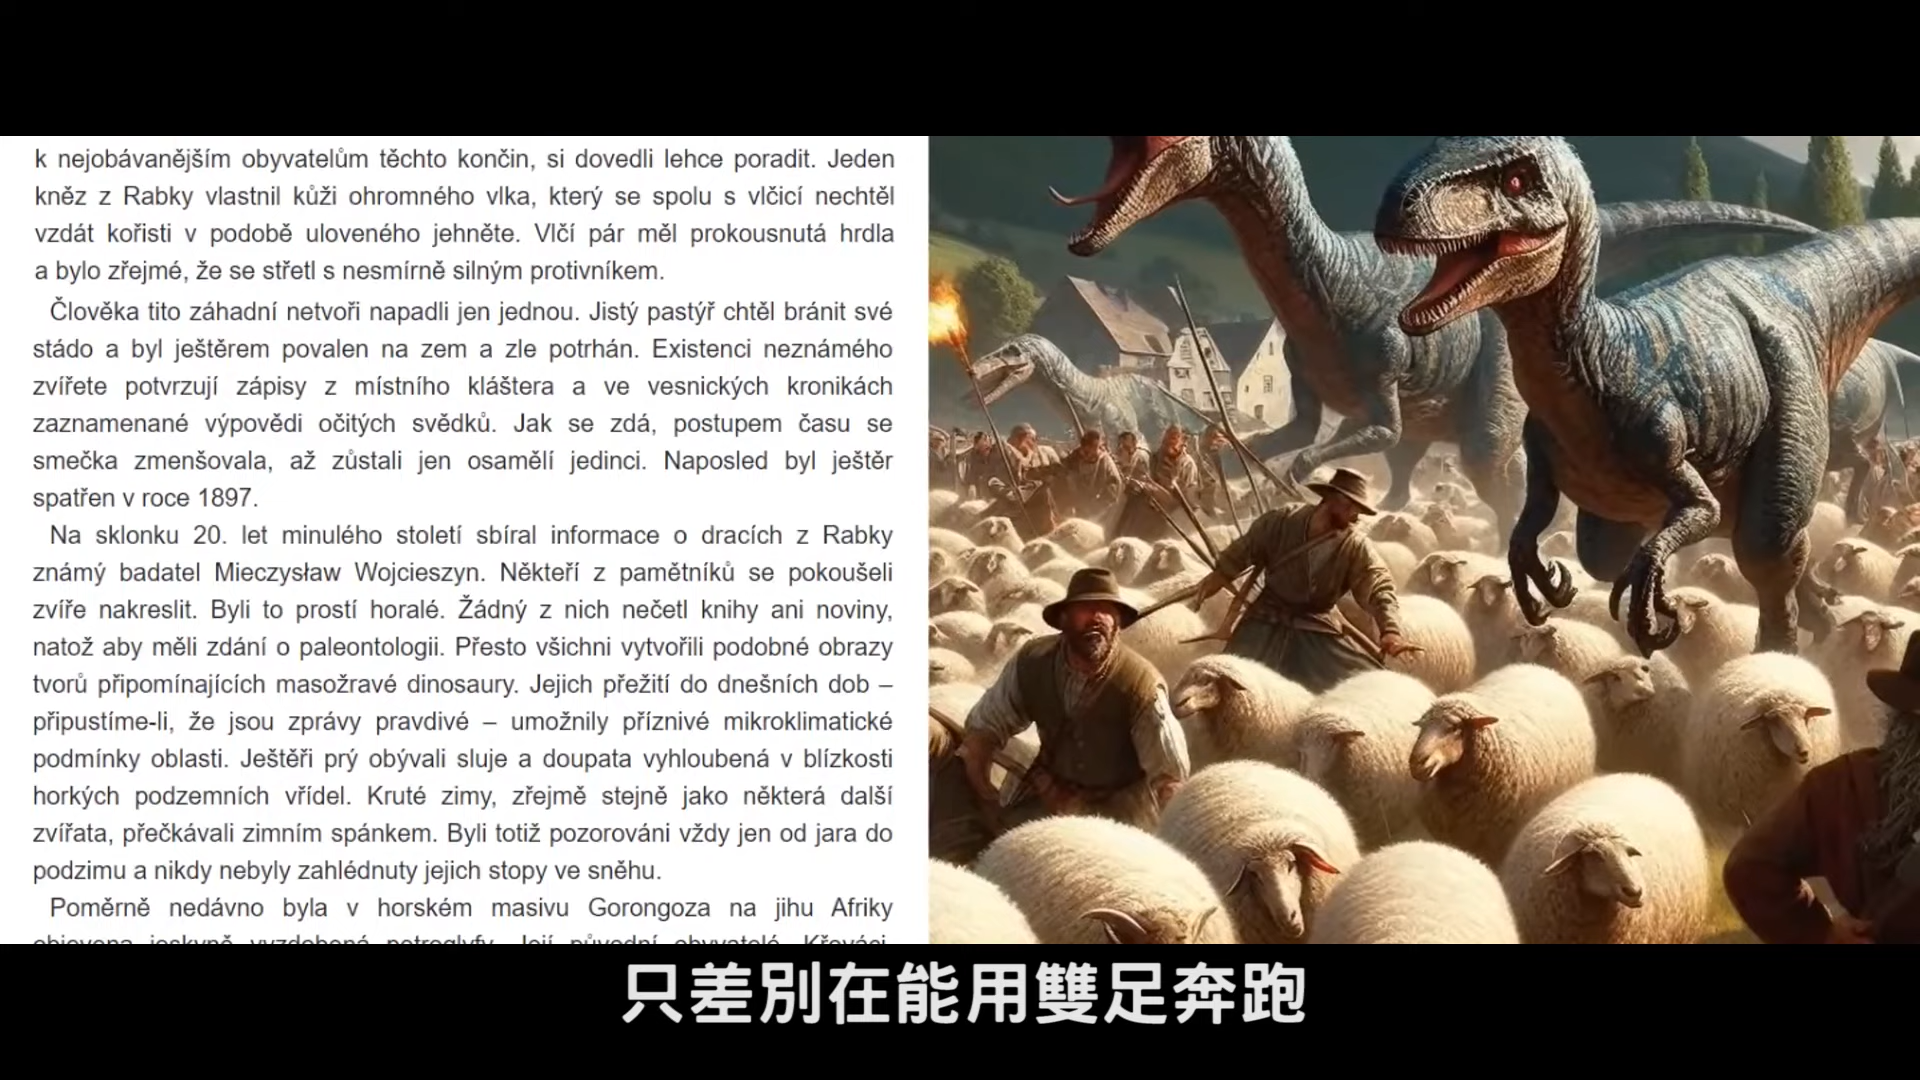 k nejobávanějším obyvatelům těchto končin, si dovedli lehce poradit. Jeden
kněz z Rabky vlastnil kůži ohromného vlka, který se spolu s vlčicí nechtěl
vzdát kořisti v podobě uloveného jehněte. Vlčí pár měl prokousnutá hrdla
a bylo zřejmé, že se střetl s nesmírně silným protivníkem.
Člověka tito záhadní netvoři napadli jen jednou. Jistý pastýř chtěl bránit své
stádo a byl ještěrem povalen na zem a zle potrhán. Existenci neznámého
zvířete potvrzují zápisy z místního kláštera a ve vesnických kronikách
zaznamenané výpovědi očitých svědků. Jak se zdá, postupem času se
smečka zmenšovala, až zůstali jen osamělí jedinci. Naposled byl ještěr
spatřen v roce 1897.
Na sklonku 20. let minulého století sbíral informace o dracích z Rabky
známý badatel Mieczysław Wojcieszyn. Někteří z pamětníků se pokoušeli
zvíře nakreslit. Byli to prostí horalé. Žádný z nich nečetl knihy ani noviny,
natož aby měli zdání o paleontologii. Přesto všichni vytvořili podobné obrazy
tvorů připomínajících masožravé dinosaury. Jejich přežití do dnešních dob –
připustíme-li, že jsou zprávy pravdivé – umožnily příznivé mikroklimatické
podmínky oblasti. Ještěři prý obývali sluje a doupata vyhloubená v blízkosti
horkých podzemních vřídel. Kruté zimy, zřejmě stejně jako některá další
zvířata, přečkávali zimním spánkem. Byli totiž pozorováni vždy jen od jara do
podzimu a nikdy nebyly zahlédnuty jejich stopy ve sněhu.
Poměrně nedávno byla v horském masivu Gorongoza na jihu Afriky
objevena jeskyně vyzdobená petroglyfy. Její původní obyvatelé, Křováci,
只差別在能用雙足奔跑